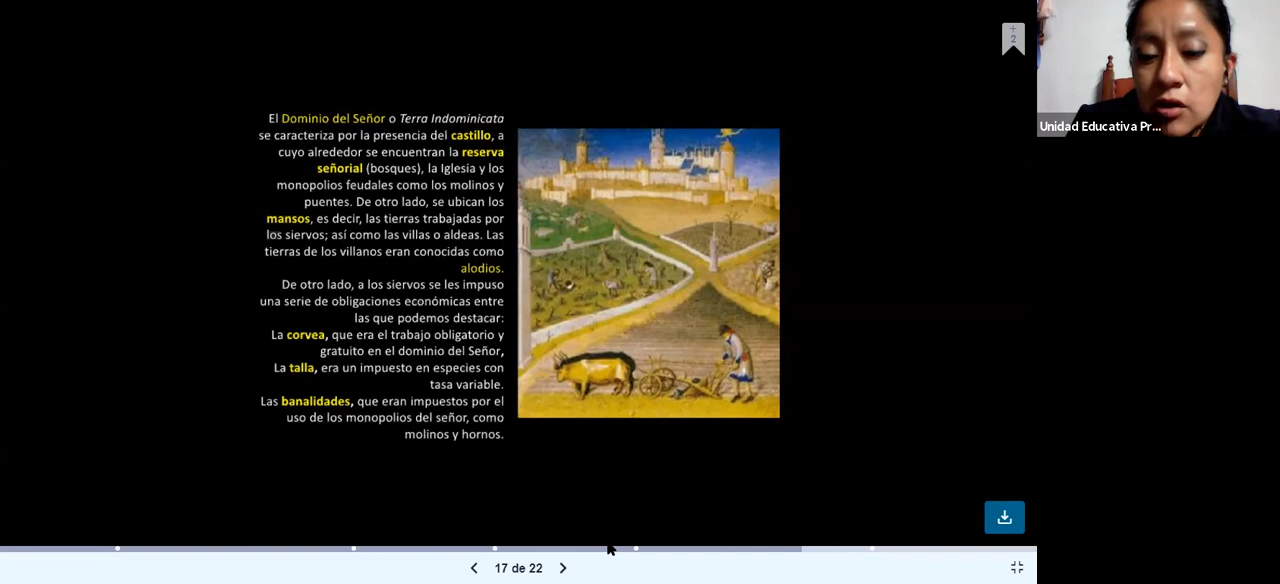 +
2
Unidad Educativa Pr...
El Dominio del Señor o Terra Indominicata
se caracteriza por la presencia del castillo, a
cuyo alrededor se encuentran la reserva
señorial (bosques), la Iglesia y los
monopolios feudales como los molinos y
puentes. De otro lado, se ubican los
mansos, es decir, las tierras trabajadas por
los siervos; así como las villas o aldeas. Las
tierras de los villanos eran conocidas como
alodios.
De otro lado, a los siervos se les impuso
una serie de obligaciones económicas entre
las que podemos destacar:
La corvea, que era el trabajo obligatorio y
gratuito en el dominio del Señor,
La talla, era un impuesto en especies con
tasa variable.
Las banalidades, que eran impuestos por el
uso de los monopolios del señor, como
molinos y hornos.
17 de 22